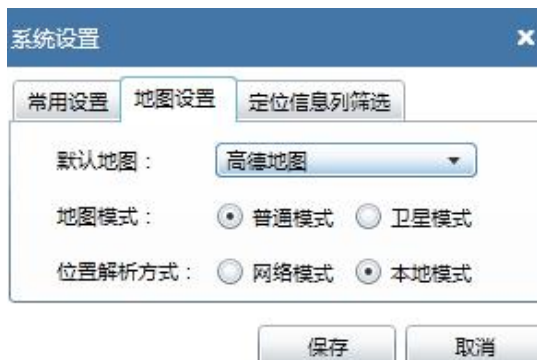 系统设置
常用设置 地图设置 定位信息列筛选
默认地图： 高德地图
地图模式： 普通模式 卫星模式
位置解析方式： 网络模式 本地模式
保存 取消